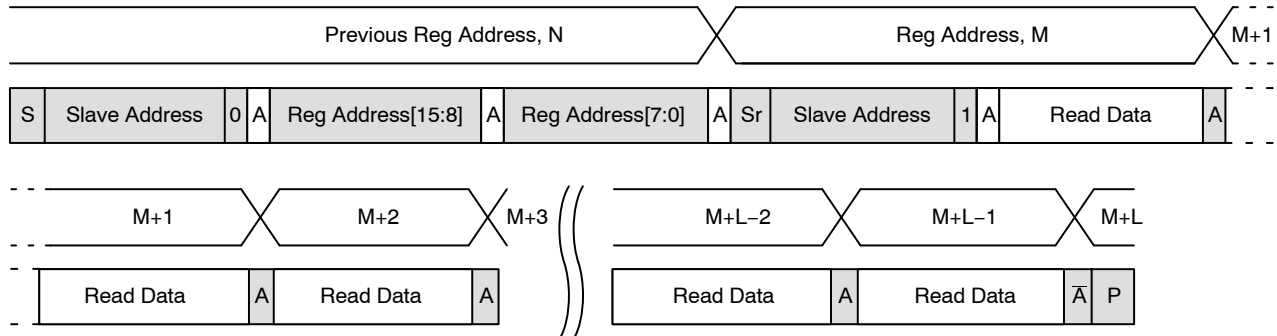 Previous Reg Address, N Reg Address, M M+1
S Slave Address 0 A Reg Address[15:8] A Reg Address[7:0] A Sr Slave Address 1 A Read Data A
M+1 M+2 M+3 M+L−2 M+L−1 M+L
Read Data A Read Data A Read Data A Read Data A̅ P